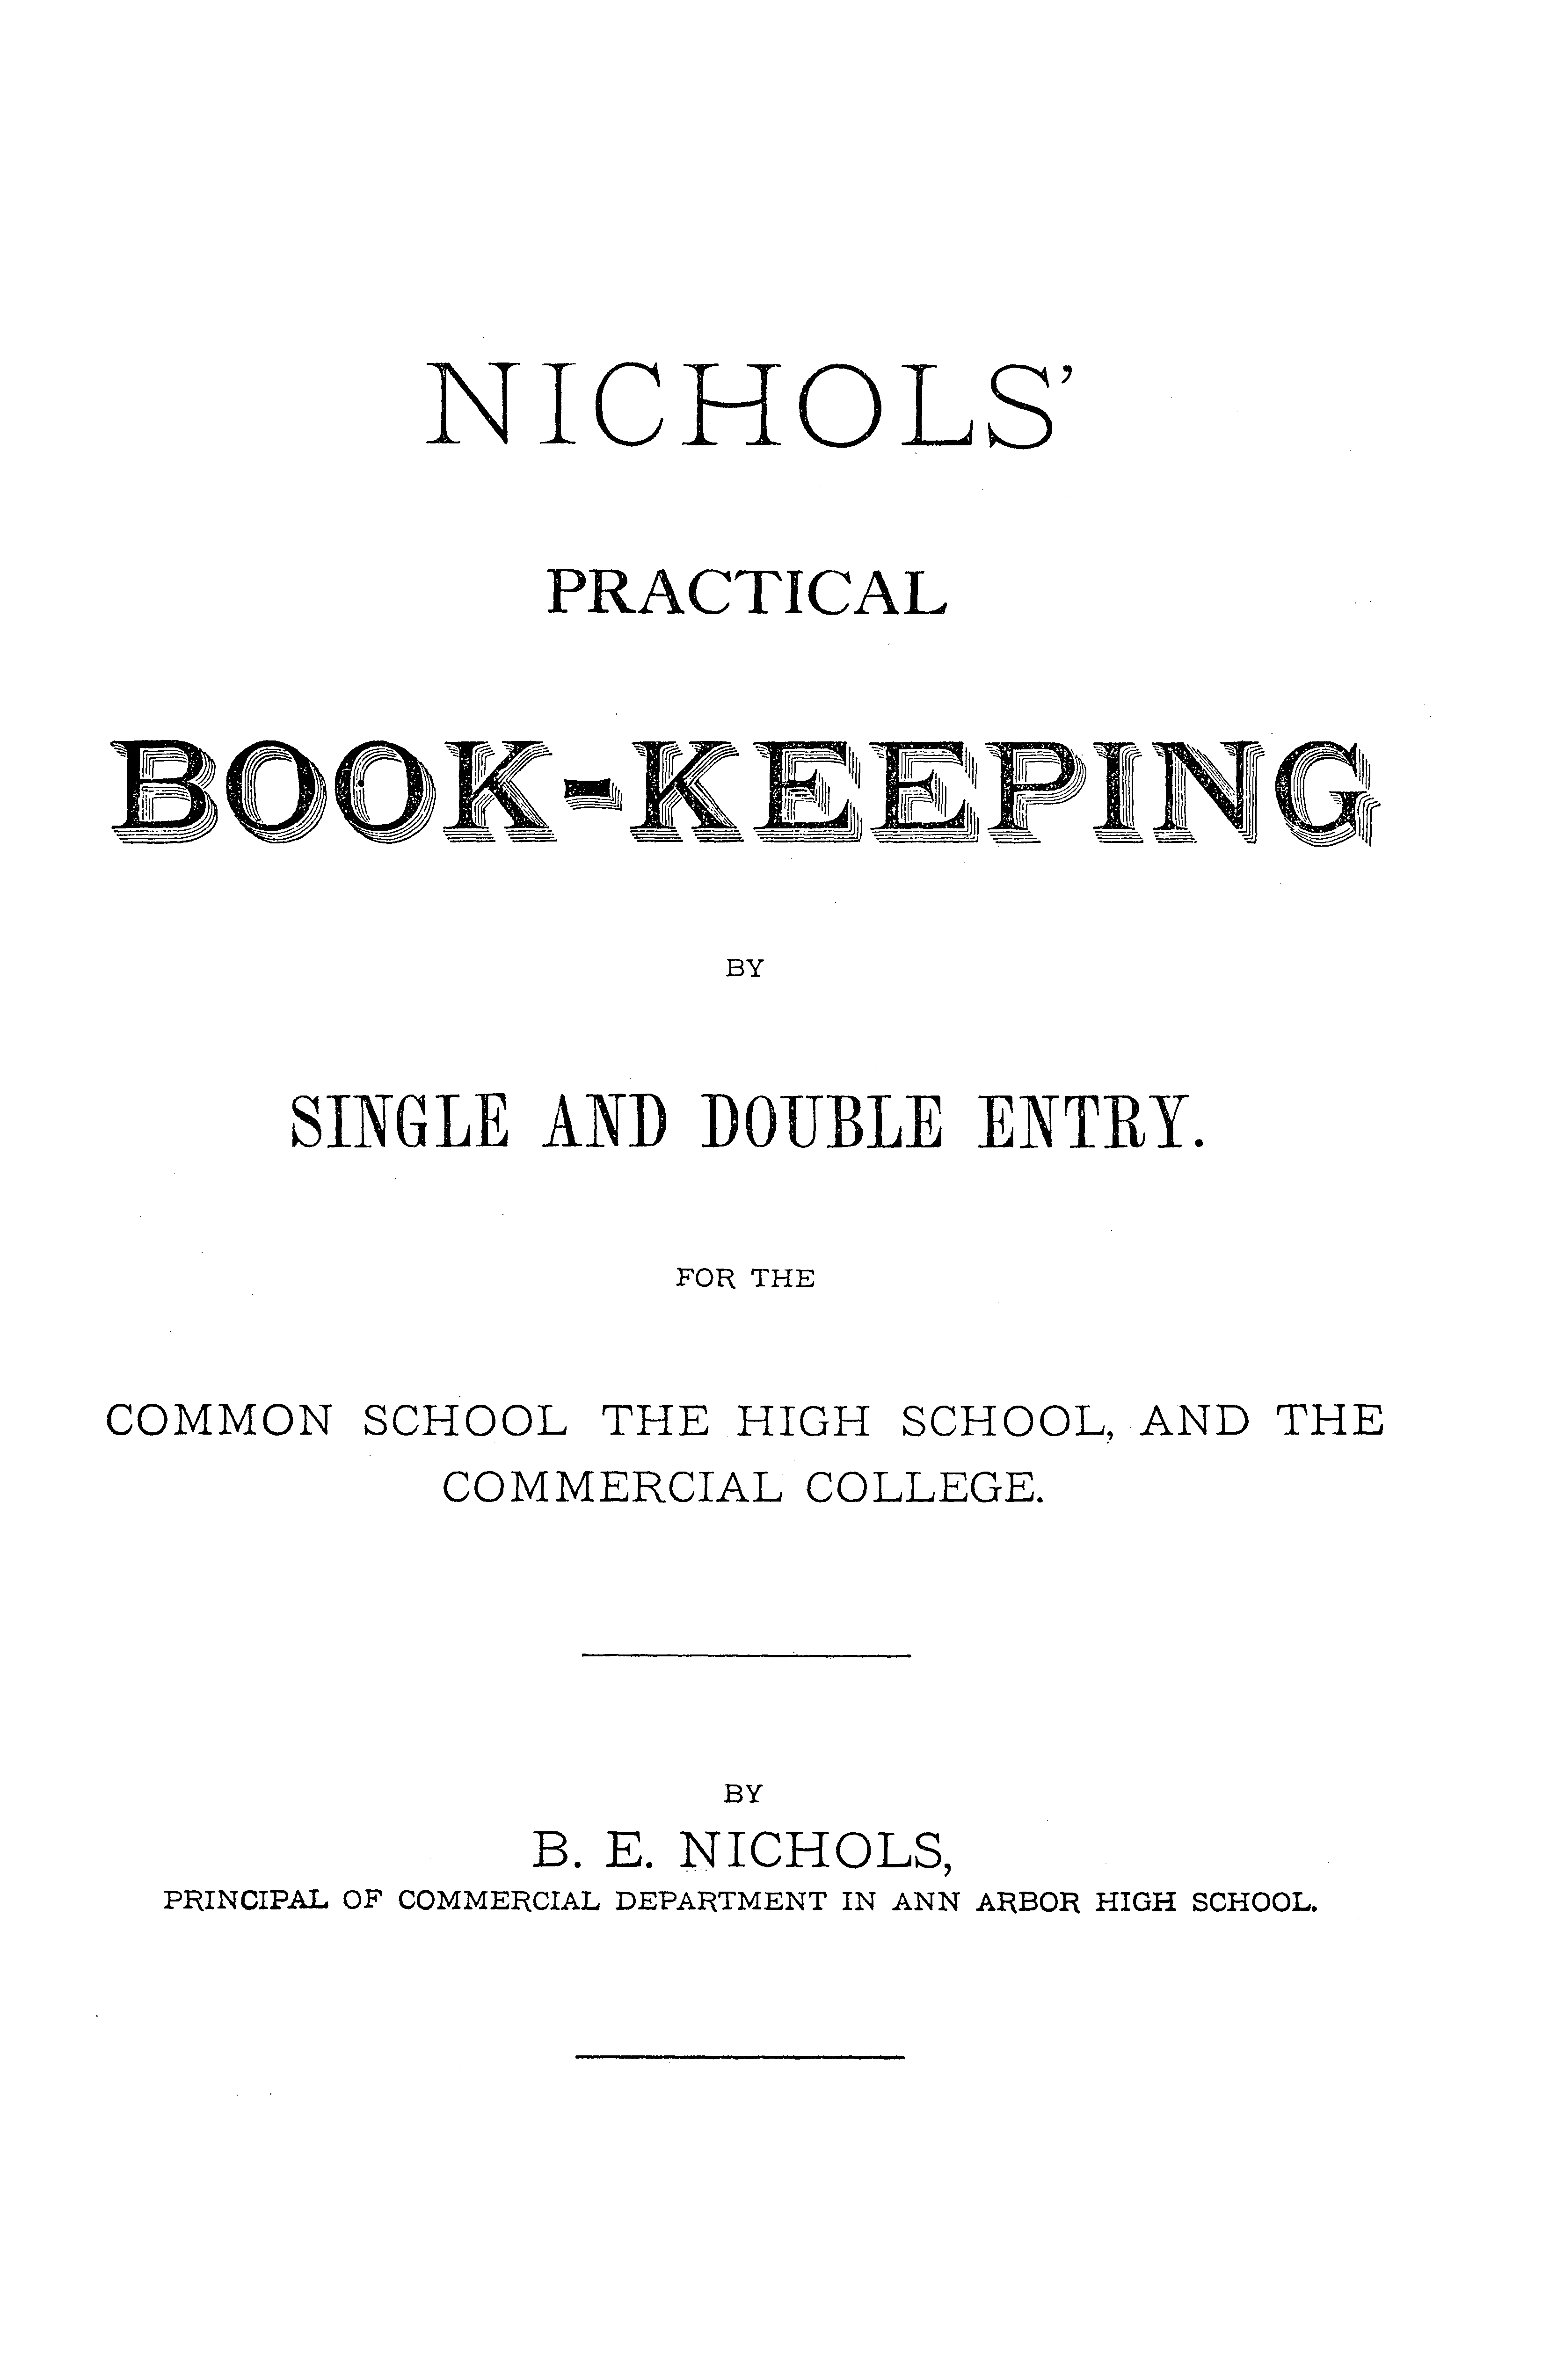 NICHOLS'
PRACTICAL
BOOK-KEEPING
BY
SINGLE AND DOUBLE ENTRY.
FOR THE
COMMON SCHOOL THE HIGH SCHOOL, AND THE
COMMERCIAL COLLEGE.
BY
B. E. NICHOLS,
PRINCIPAL OF COMMERCIAL DEPARTMENT IN ANN ARBOR HIGH SCHOOL.